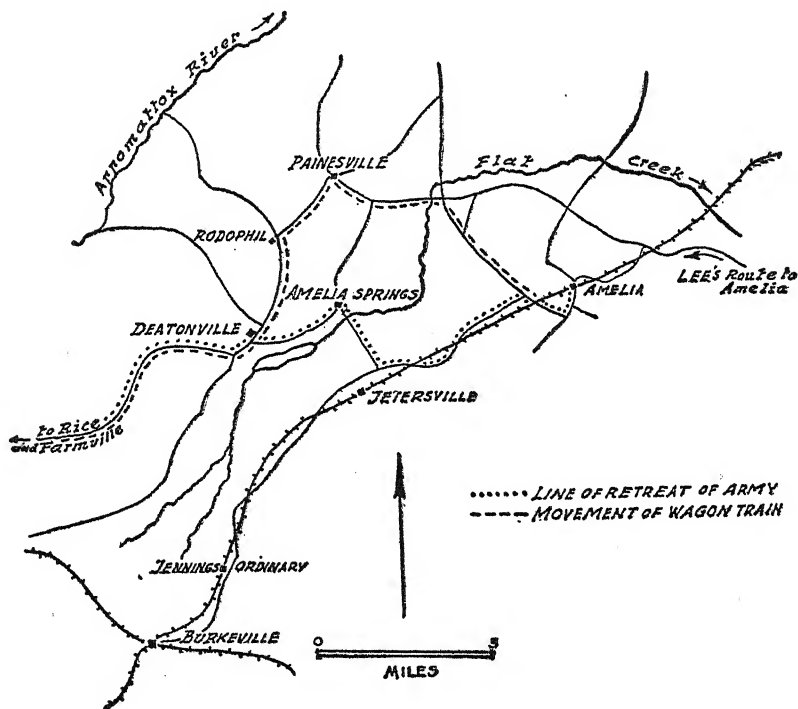 Appomattox River
PAINESVILLE
Flat Creek
RODOPHIL
AMELIA SPRINGS
AMELIA
LEE'S Route to
Amelia
DEATONVILLE
JETERSVILLE
to Rice
and Farmville
LINE OF RETREAT OF ARMY
MOVEMENT OF WAGON TRAIN
JENNINGS ORDINARY
BURKEVILLE
0 5
MILES